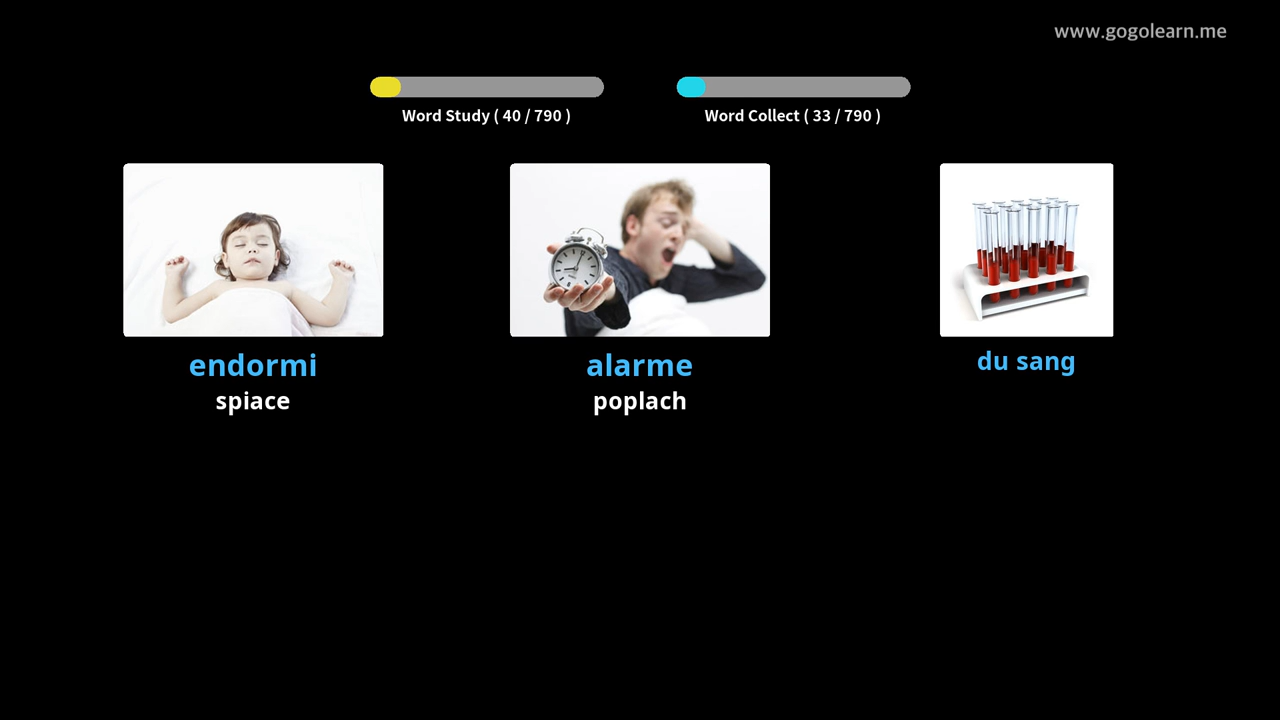 www.gogolearn.me
Word Study ( 40 / 790 )
Word Collect ( 33 / 790 )
endormi
spiace
alarme
poplach
du sang